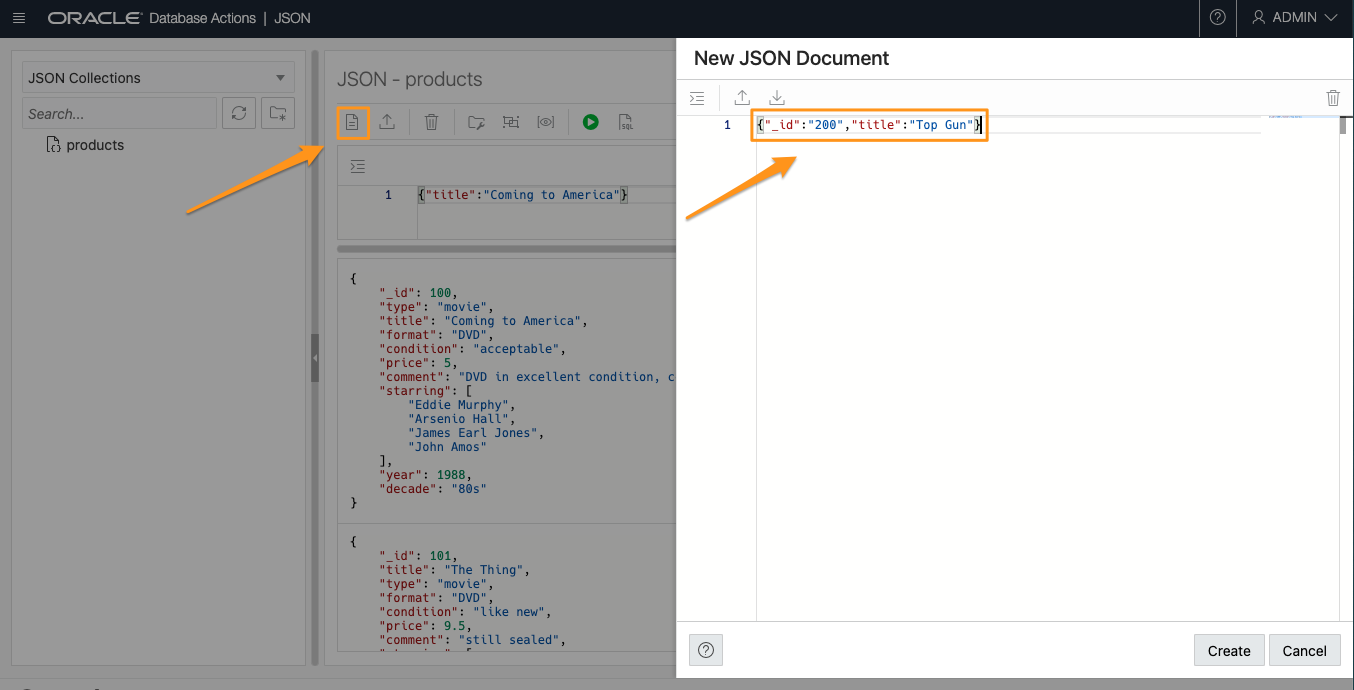 ORACLE Database Actions | JSON
ADMIN
JSON Collections
Search...
products
JSON - products
1 {"title":"Coming to America"}
{
"_id": 100,
"type": "movie",
"title": "Coming to America",
"format": "DVD",
"condition": "acceptable",
"price": 5,
"comment": "DVD in excellent condition, c
"starring": [
"Eddie Murphy",
"Arsenio Hall",
"James Earl Jones",
"John Amos"
],
"year": 1988,
"decade": "80s"
}
{
"_id": 101,
"title": "The Thing",
"type": "movie",
"format": "DVD",
"condition": "like new",
"price": 9.5,
"comment": "still sealed",
New JSON Document
1 {"_id":"200","title":"Top Gun"}
Create
Cancel